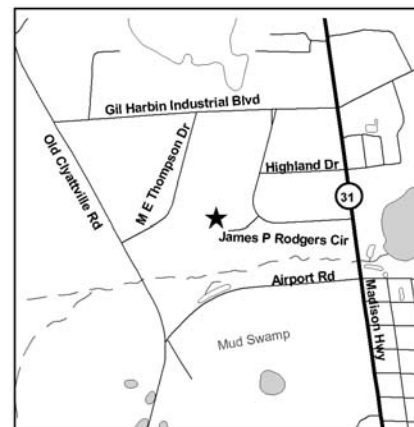 Gil Harbin Industrial Blvd
Old Clyattville Rd
M E Thompson Dr
Highland Dr
31
James P Rodgers Cir
Airport Rd
Madison Hwy
Mud Swamp